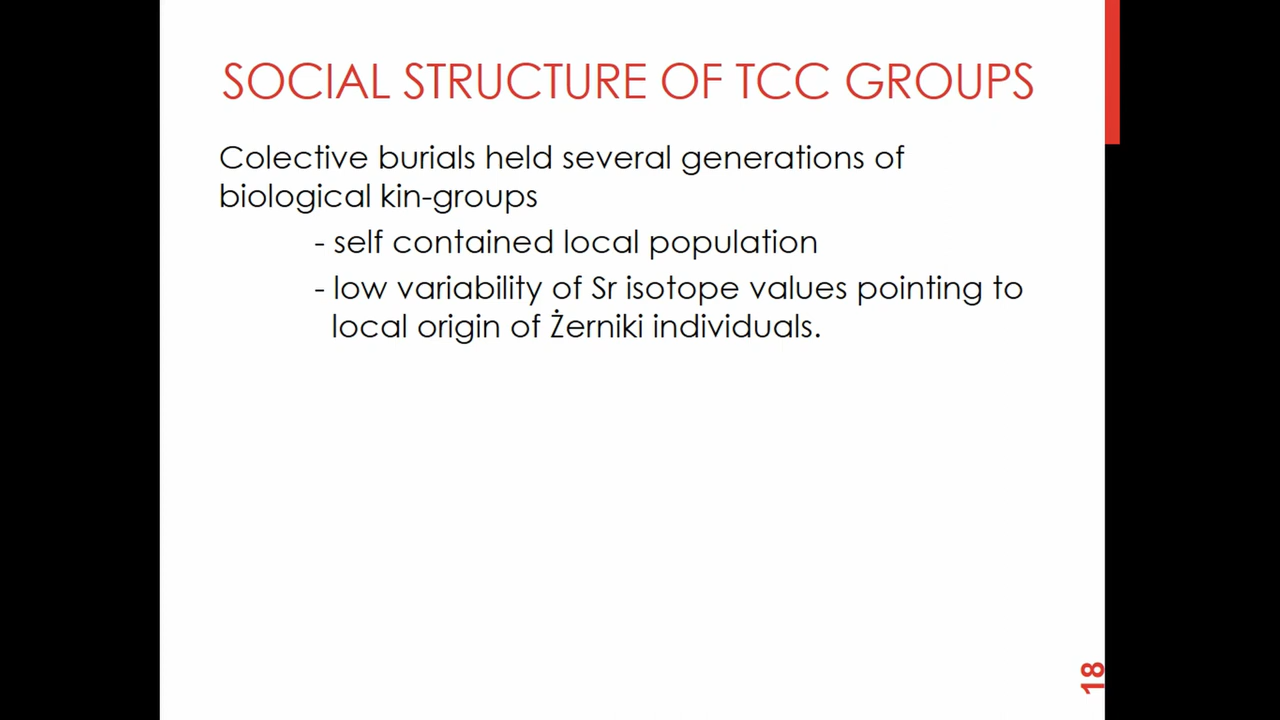 SOCIAL STRUCTURE OF TCC GROUPS
Colective burials held several generations of
biological kin-groups
- self contained local population
- low variability of Sr isotope values pointing to
local origin of Żerniki individuals.
18